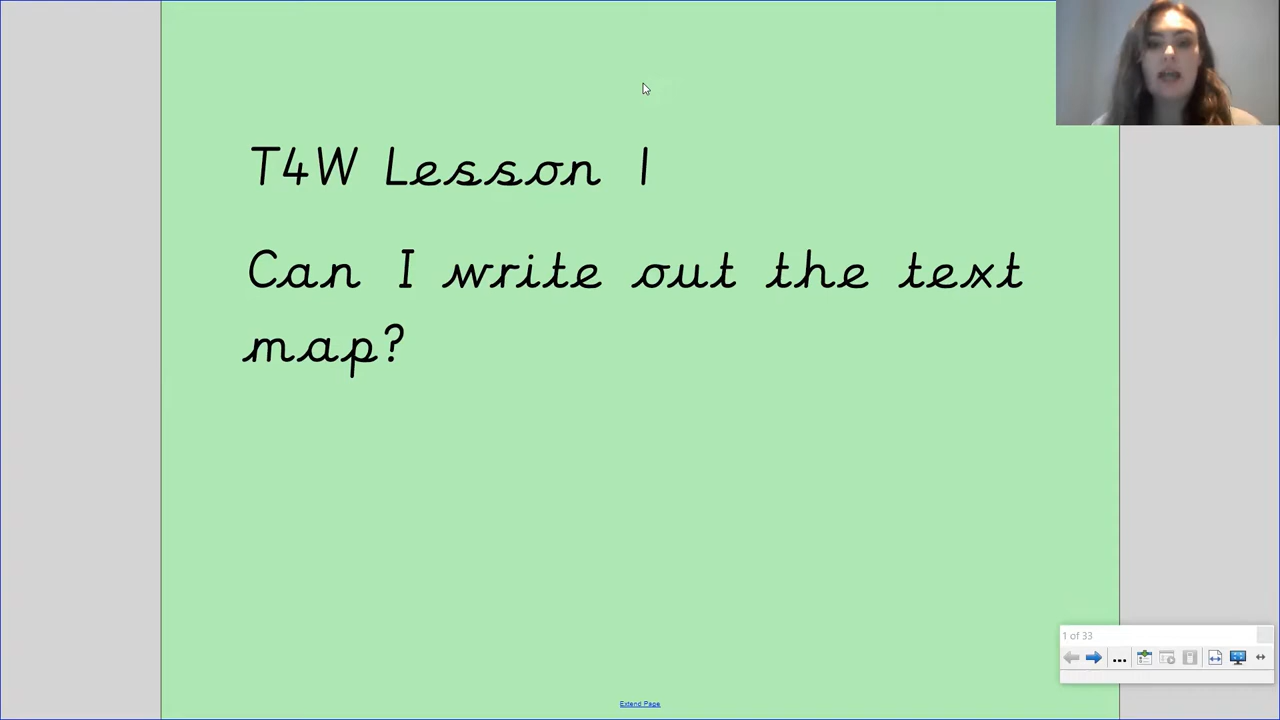 T4W Lesson 1
Can I write out the text
map?
1 of 33
Extend Page